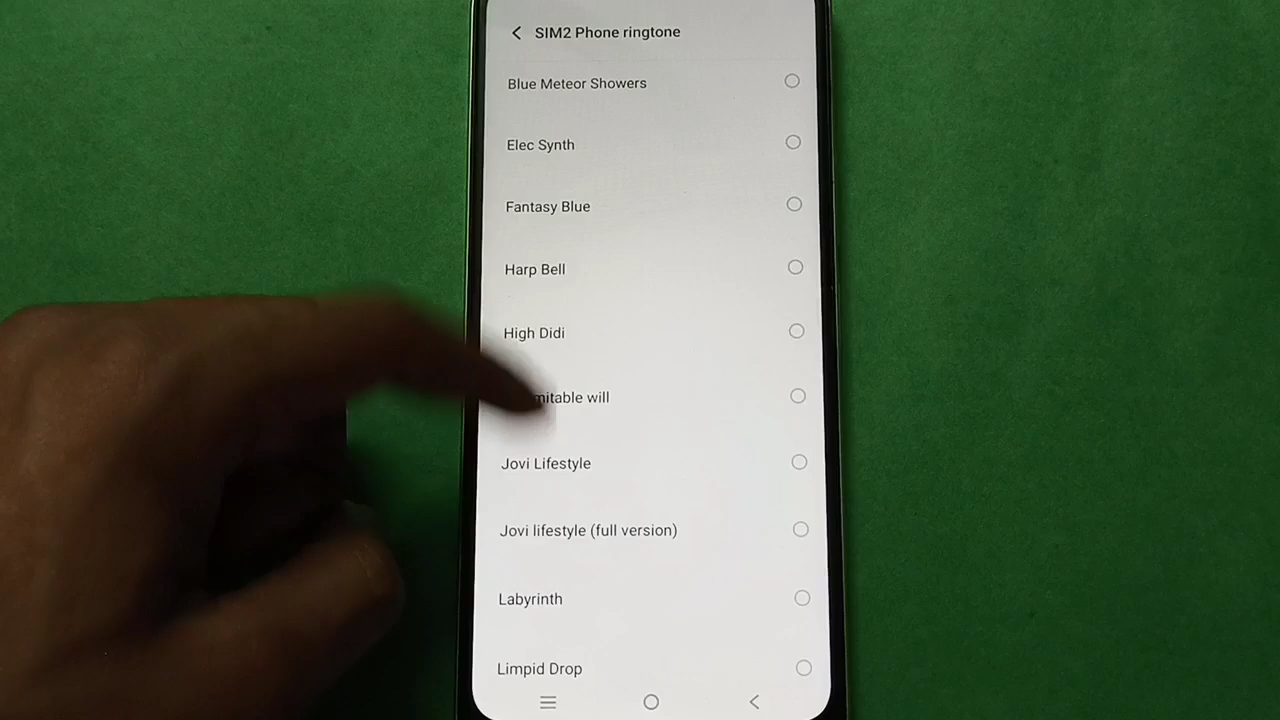 SIM2 Phone ringtone
Blue Meteor Showers
Elec Synth
Fantasy Blue
Harp Bell
High Didi
will
Jovi Lifestyle
Jovi lifestyle (full version)
Labyrinth
Limpid Drop